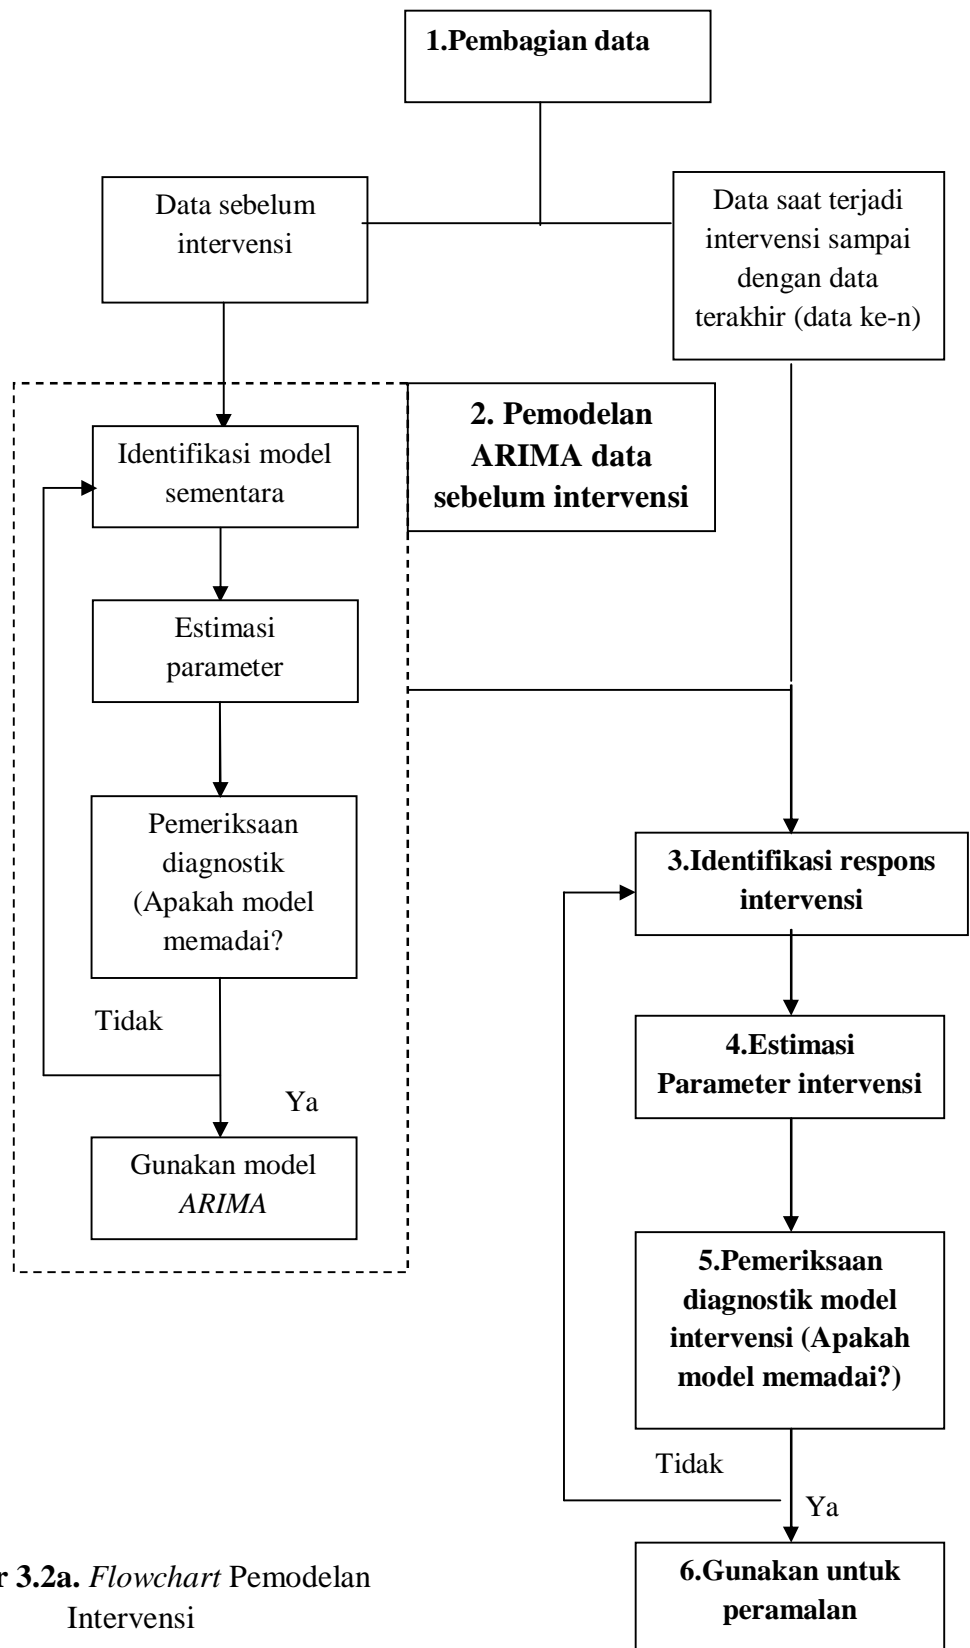 1.Pembagian data
Data sebelum
intervensi
Data saat terjadi
intervensi sampai
dengan data
terakhir (data ke-n)
2. Pemodelan
ARIMA data
sebelum intervensi
Identifikasi model
sementara
Estimasi
parameter
Pemeriksaan
diagnostik
(Apakah model
memadai?
Tidak
Ya
Gunakan model
ARIMA
3.Identifikasi respons
intervensi
4.Estimasi
Parameter intervensi
5.Pemeriksaan
diagnostik model
intervensi (Apakah
model memadai?)
Tidak
Ya
6.Gunakan untuk
peramalan
r 3.2a. Flowchart Pemodelan
Intervensi